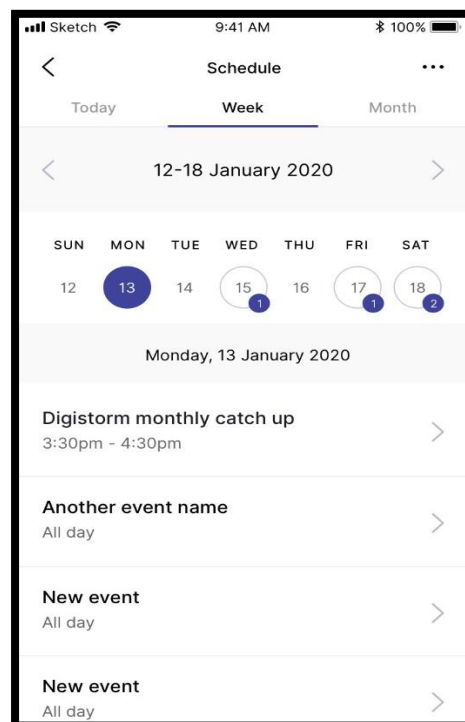 Sketch 9:41 AM 100%
Schedule
Today Week Month
12-18 January 2020
SUN MON TUE WED THU FRI SAT
12 13 14 15 16 17 18
1 1 2
Monday, 13 January 2020
Digistorm monthly catch up
3:30pm - 4:30pm
Another event name
All day
New event
All day
New event
All day